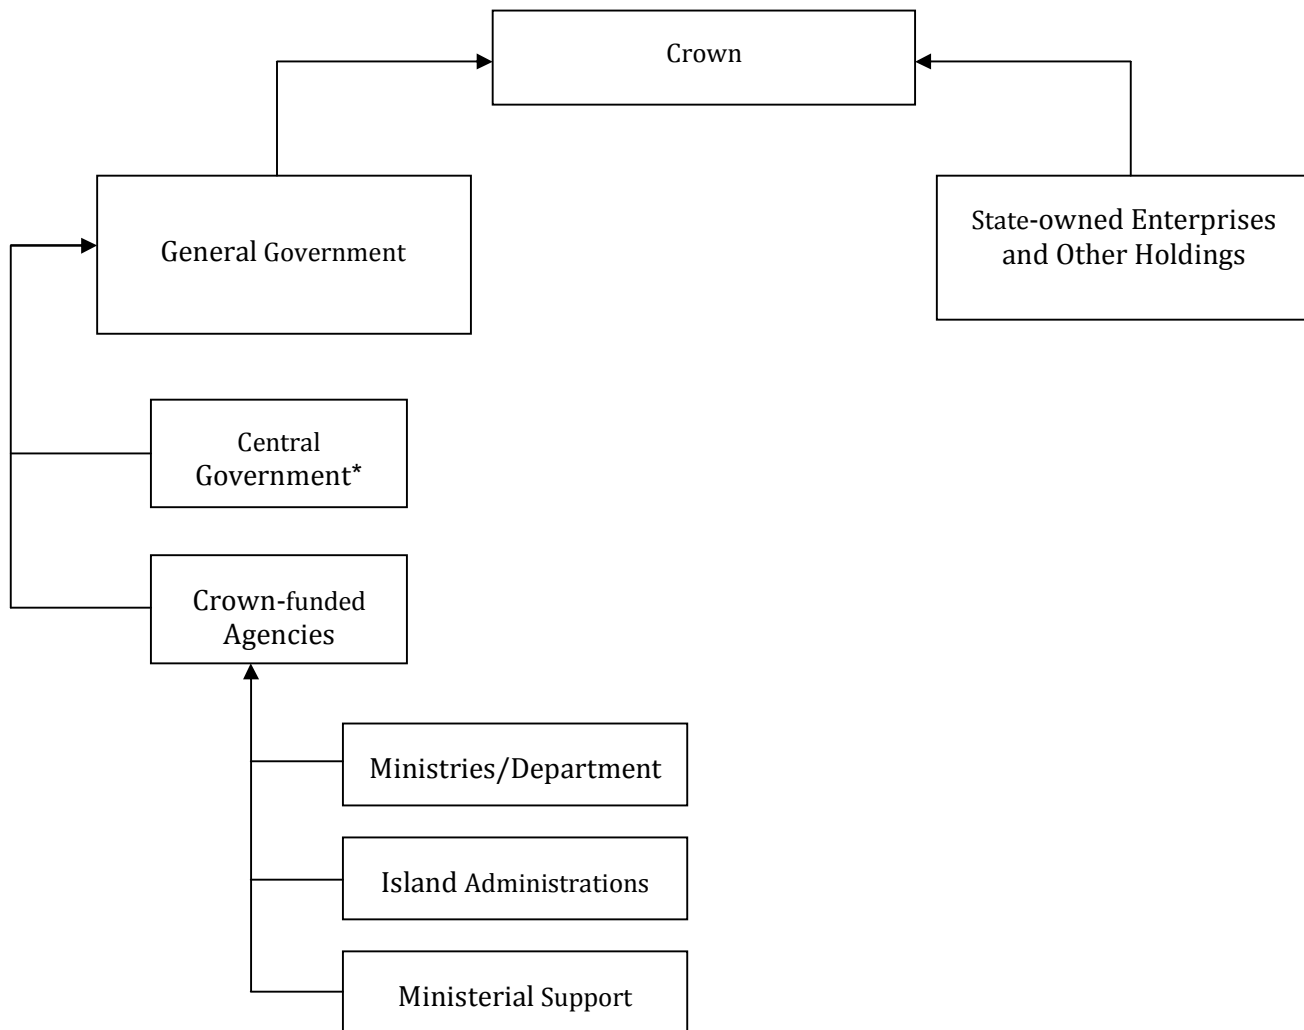 Crown
General Government
State-owned Enterprises
and Other Holdings
Central
Government*
Crown-funded
Agencies
Ministries/Department
Island Administrations
Ministerial Support